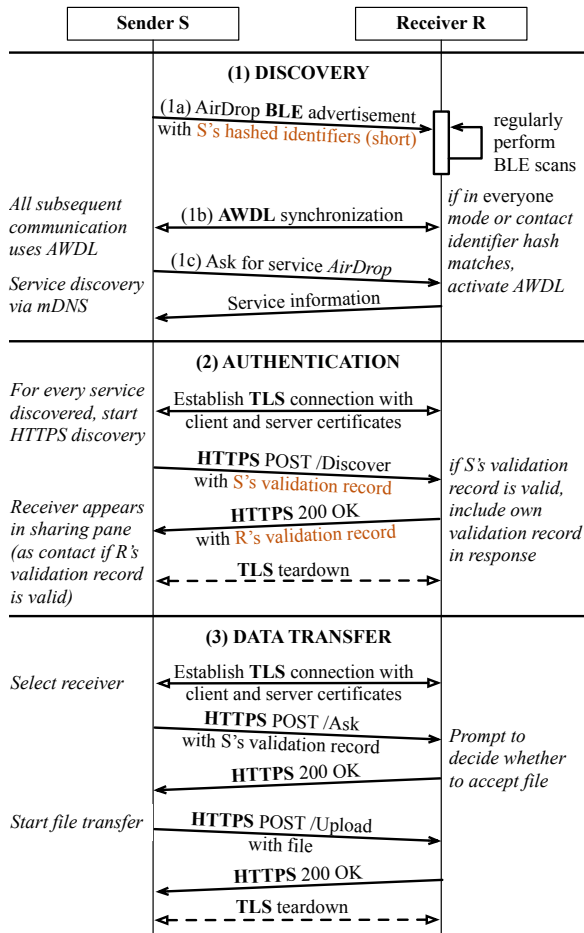 Sender S
Receiver R
(1) DISCOVERY
(1a) AirDrop BLE advertisement
with S's hashed identifiers (short)
regularly
perform
BLE scans
All subsequent
communication
uses AWDL
(1b) AWDL synchronization
if in everyone
mode or contact
identifier hash
matches,
activate AWDL
Service discovery
via mDNS
(1c) Ask for service AirDrop
Service information
(2) AUTHENTICATION
For every service
discovered, start
HTTPS discovery
Establish TLS connection with
client and server certificates
HTTPS POST /Discover
with S's validation record
if S's validation
record is valid,
include own
validation record
in response
Receiver appears
in sharing pane
(as contact if R's
validation record
is valid)
HTTPS 200 OK
with R's validation record
TLS teardown
(3) DATA TRANSFER
Select receiver
Establish TLS connection with
client and server certificates
HTTPS POST /Ask
with S's validation record
Prompt to
decide whether
to accept file
HTTPS 200 OK
Start file transfer
HTTPS POST /Upload
with file
HTTPS 200 OK
TLS teardown